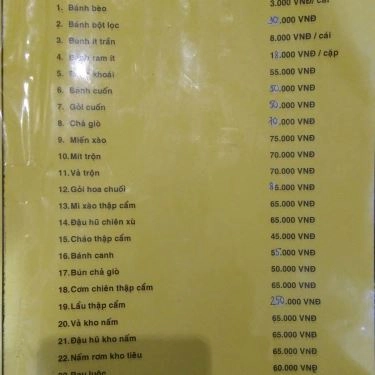 1. Bánh bèo 3.000 VNĐ/ cái
2. Bánh bột lọc 30.000 VNĐ
3. Bánh ít trần 8.000 VNĐ / cái
4. Bánh ram ít 18.000 VNĐ / cặp
5. Bánh khoái 55.000 VNĐ
6. Bánh cuốn 50.000 VNĐ
7. Gỏi cuốn 50.000 VNĐ
8. Chả giò 70.000 VNĐ
9. Miến xào 75.000 VNĐ
10. Mít trộn 70.000 VNĐ
11. Vả trộn 70.000 VNĐ
12. Gỏi hoa chuối 85.000 VNĐ
13. Mì xào thập cẩm 65.000 VNĐ
14. Đậu hũ chiên xù 65.000 VNĐ
15. Cháo thập cẩm 45.000 VNĐ
16. Bánh canh 55.000 VNĐ
17. Bún chả giò 50.000 VNĐ
18. Cơm chiên thập cẩm 65.000 VNĐ
19. Lẩu thập cẩm 250.000 VNĐ
20. Vả kho nấm 65.000 VNĐ
21. Đậu hũ kho nấm 65.000 VNĐ
22. Nấm rơm kho tiêu 65.000 VNĐ
23. Rau luộc 60.000 VNĐ